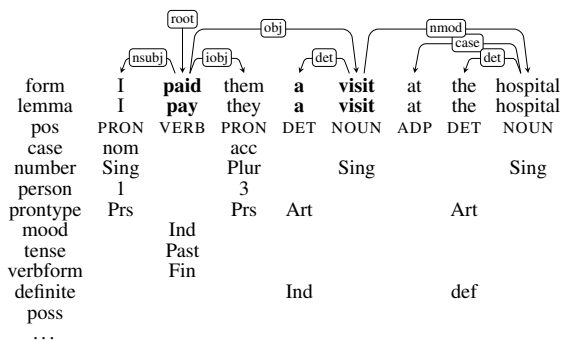 root
obj
nmod
case
nsubj
iobj
det
det
form I paid them a visit at the hospital
lemma I pay they a visit at the hospital
pos PRON VERB PRON DET NOUN ADP DET NOUN
case nom acc
number Sing Plur Sing Sing
person 1 3
prontype Prs Prs Art Art
mood Ind
tense Past
verbform Fin
definite Ind def
poss
...